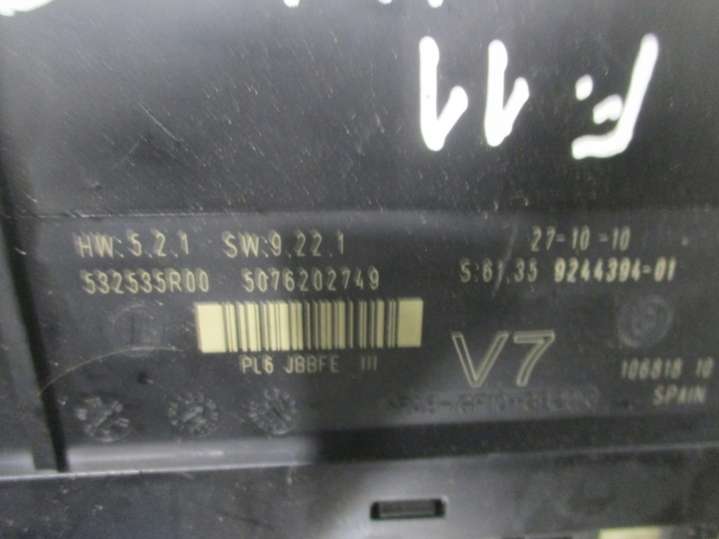 F.11
HW:5.2.1 SW:9.22.1 27-10-10
532535R00 5076202749 S:61.35 9244394-01
PL6 JBBFE III
V7
106818 10
SPAIN